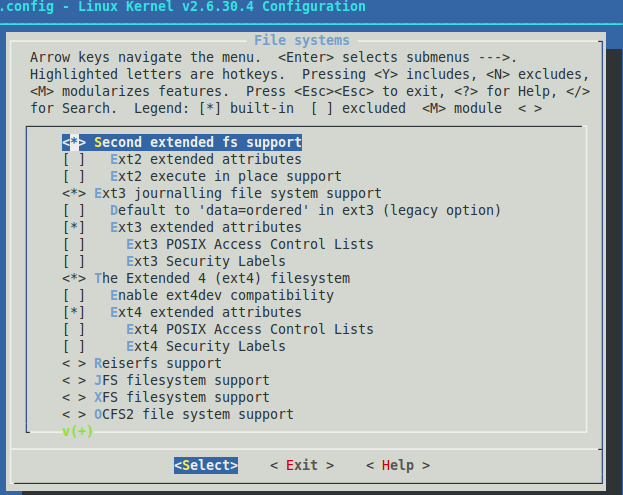 .config - Linux Kernel v2.6.30.4 Configuration
File systems
Arrow keys navigate the menu.  <Enter> selects submenus --->.
Highlighted letters are hotkeys.  Pressing <Y> includes, <N> excludes,
<M> modularizes features.  Press <Esc><Esc> to exit, <?> for Help, </>
for Search.  Legend: [*] built-in  [ ] excluded  <M> module  < >
<*> Second extended fs support
[ ]   Ext2 extended attributes
[ ]   Ext2 execute in place support
<*> Ext3 journalling file system support
[ ]   Default to 'data=ordered' in ext3 (legacy option)
[*]   Ext3 extended attributes
[ ]     Ext3 POSIX Access Control Lists
[ ]     Ext3 Security Labels
<*> The Extended 4 (ext4) filesystem
[ ]   Enable ext4dev compatibility
[*]   Ext4 extended attributes
[ ]     Ext4 POSIX Access Control Lists
[ ]     Ext4 Security Labels
< > Reiserfs support
< > JFS filesystem support
< > XFS filesystem support
< > OCFS2 file system support
v(+)
<Select>    < Exit >    < Help >